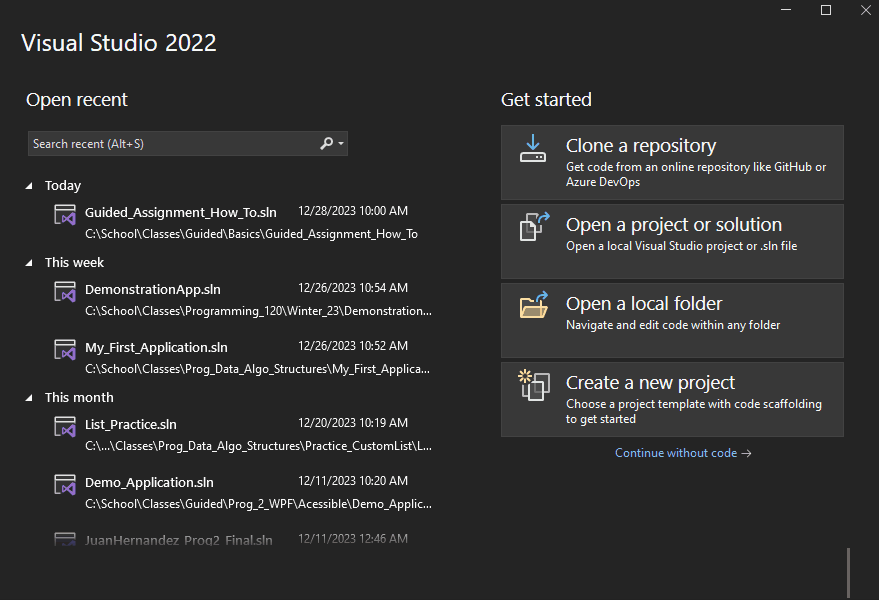 Visual Studio 2022
Open recent
Search recent (Alt+S)
Today
Guided_Assignment_How_To.sln 12/28/2023 10:00 AM
C:\School\Classes\Guided\Basics\Guided_Assignment_How_To
This week
DemonstrationApp.sln 12/26/2023 10:54 AM
C:\School\Classes\Programming_120\Winter_23\Demonstration...
My_First_Application.sln 12/26/2023 10:52 AM
C:\School\Classes\Prog_Data_Algo_Structures\My_First_Applica...
This month
List_Practice.sln 12/20/2023 10:19 AM
C:\...\Classes\Prog_Data_Algo_Structures\Practice_CustomList\L...
Demo_Application.sln 12/11/2023 10:20 AM
C:\School\Classes\Guided\Prog_2_WPF\Acessible\Demo_Applic...
JuanHernandez_Prog2_Final.sln 12/11/2023 12:46 AM
Get started
Clone a repository
Get code from an online repository like GitHub or
Azure DevOps
Open a project or solution
Open a local Visual Studio project or .sln file
Open a local folder
Navigate and edit code within any folder
Create a new project
Choose a project template with code scaffolding
to get started
Continue without code →